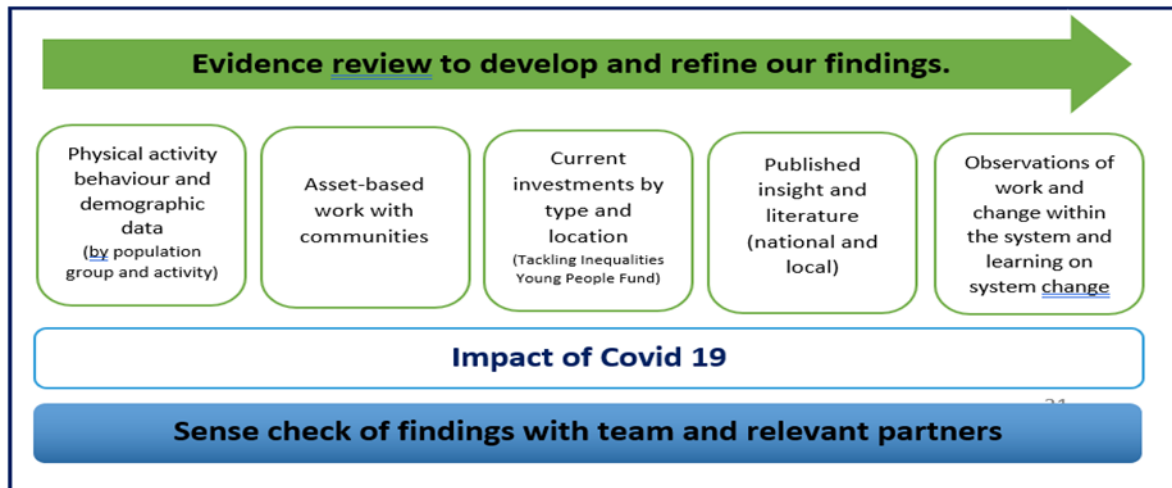 Evidence review to develop and refine our findings.
Physical activity
behaviour and
demographic
data
(by population
group and activity)
Asset-based
work with
communities
Current
investments by
type and
location
(Tackling Inequalities
Young People Fund)
Published
insight and
literature
(national and
local)
Observations of
work and
change within
the system and
learning on
system change
Impact of Covid 19
Sense check of findings with team and relevant partners